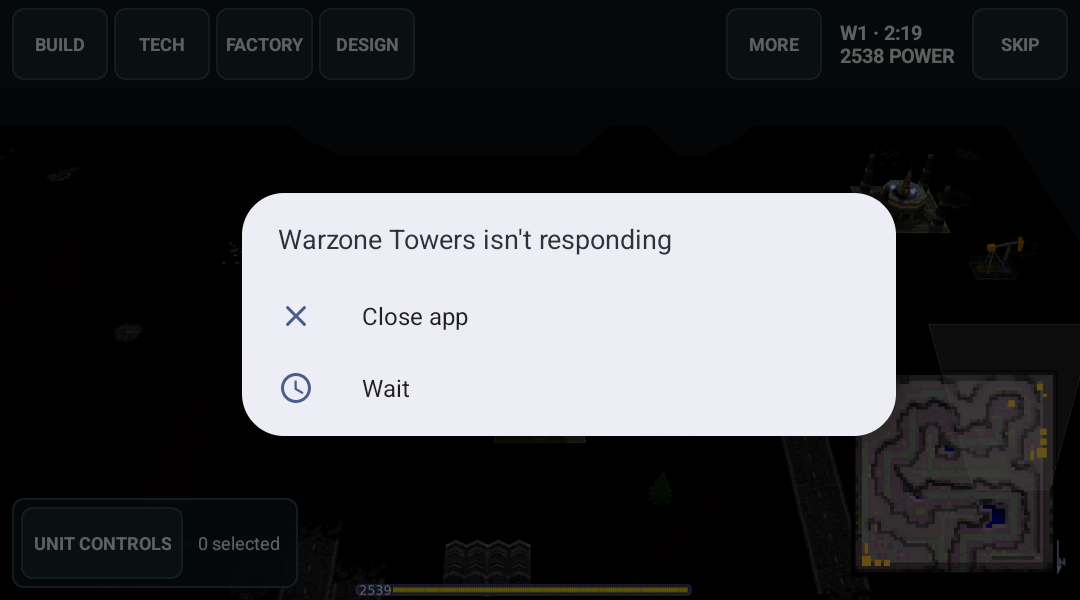 BUILD
TECH
FACTORY
DESIGN
MORE
W1 · 2:19
2538 POWER
SKIP
Warzone Towers isn't responding
Close app
Wait
UNIT CONTROLS
0 selected
2539